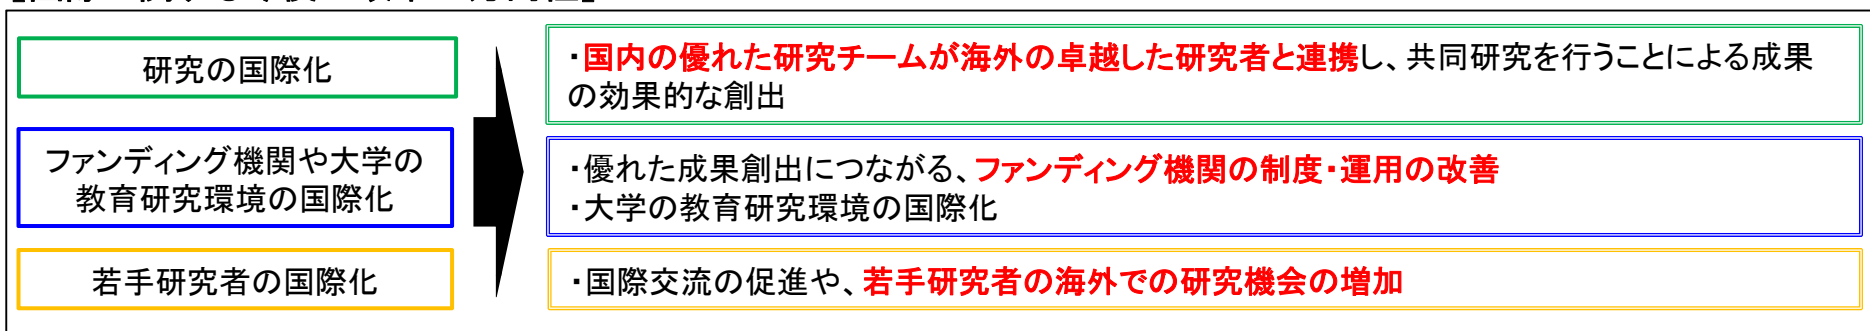 研究の国際化
・国内の優れた研究チームが海外の卓越した研究者と連携し、共同研究を行うことによる成果
の効果的な創出
ファンディング機関や大学の
教育研究環境の国際化
・優れた成果創出につながる、ファンディング機関の制度・運用の改善
・大学の教育研究環境の国際化
若手研究者の国際化
・国際交流の促進や、若手研究者の海外での研究機会の増加